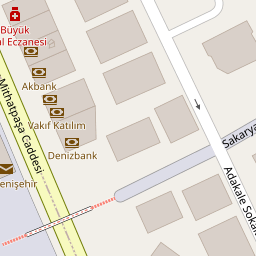 Büyük
l Eczanesi
Akbank
Vakıf Katılım
Denizbank
Mithatpaşa Caddesi
enişehir
Sakarya
Adakale Sokak